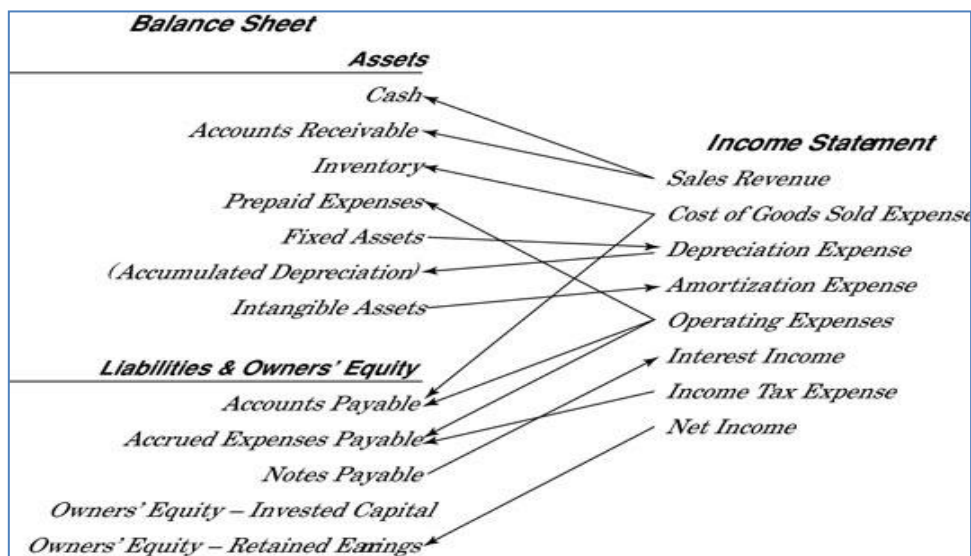 Balance Sheet
Assets
Cash
Accounts Receivable
Inventory
Prepaid Expenses
Fixed Assets
(Accumulated Depreciation)
Intangible Assets
Liabilities & Owners' Equity
Accounts Payable
Accrued Expenses Payable
Notes Payable
Owners' Equity – Invested Capital
Owners' Equity – Retained Earnings
Income Statement
Sales Revenue
Cost of Goods Sold Expense
Depreciation Expense
Amortization Expense
Operating Expenses
Interest Income
Income Tax Expense
Net Income